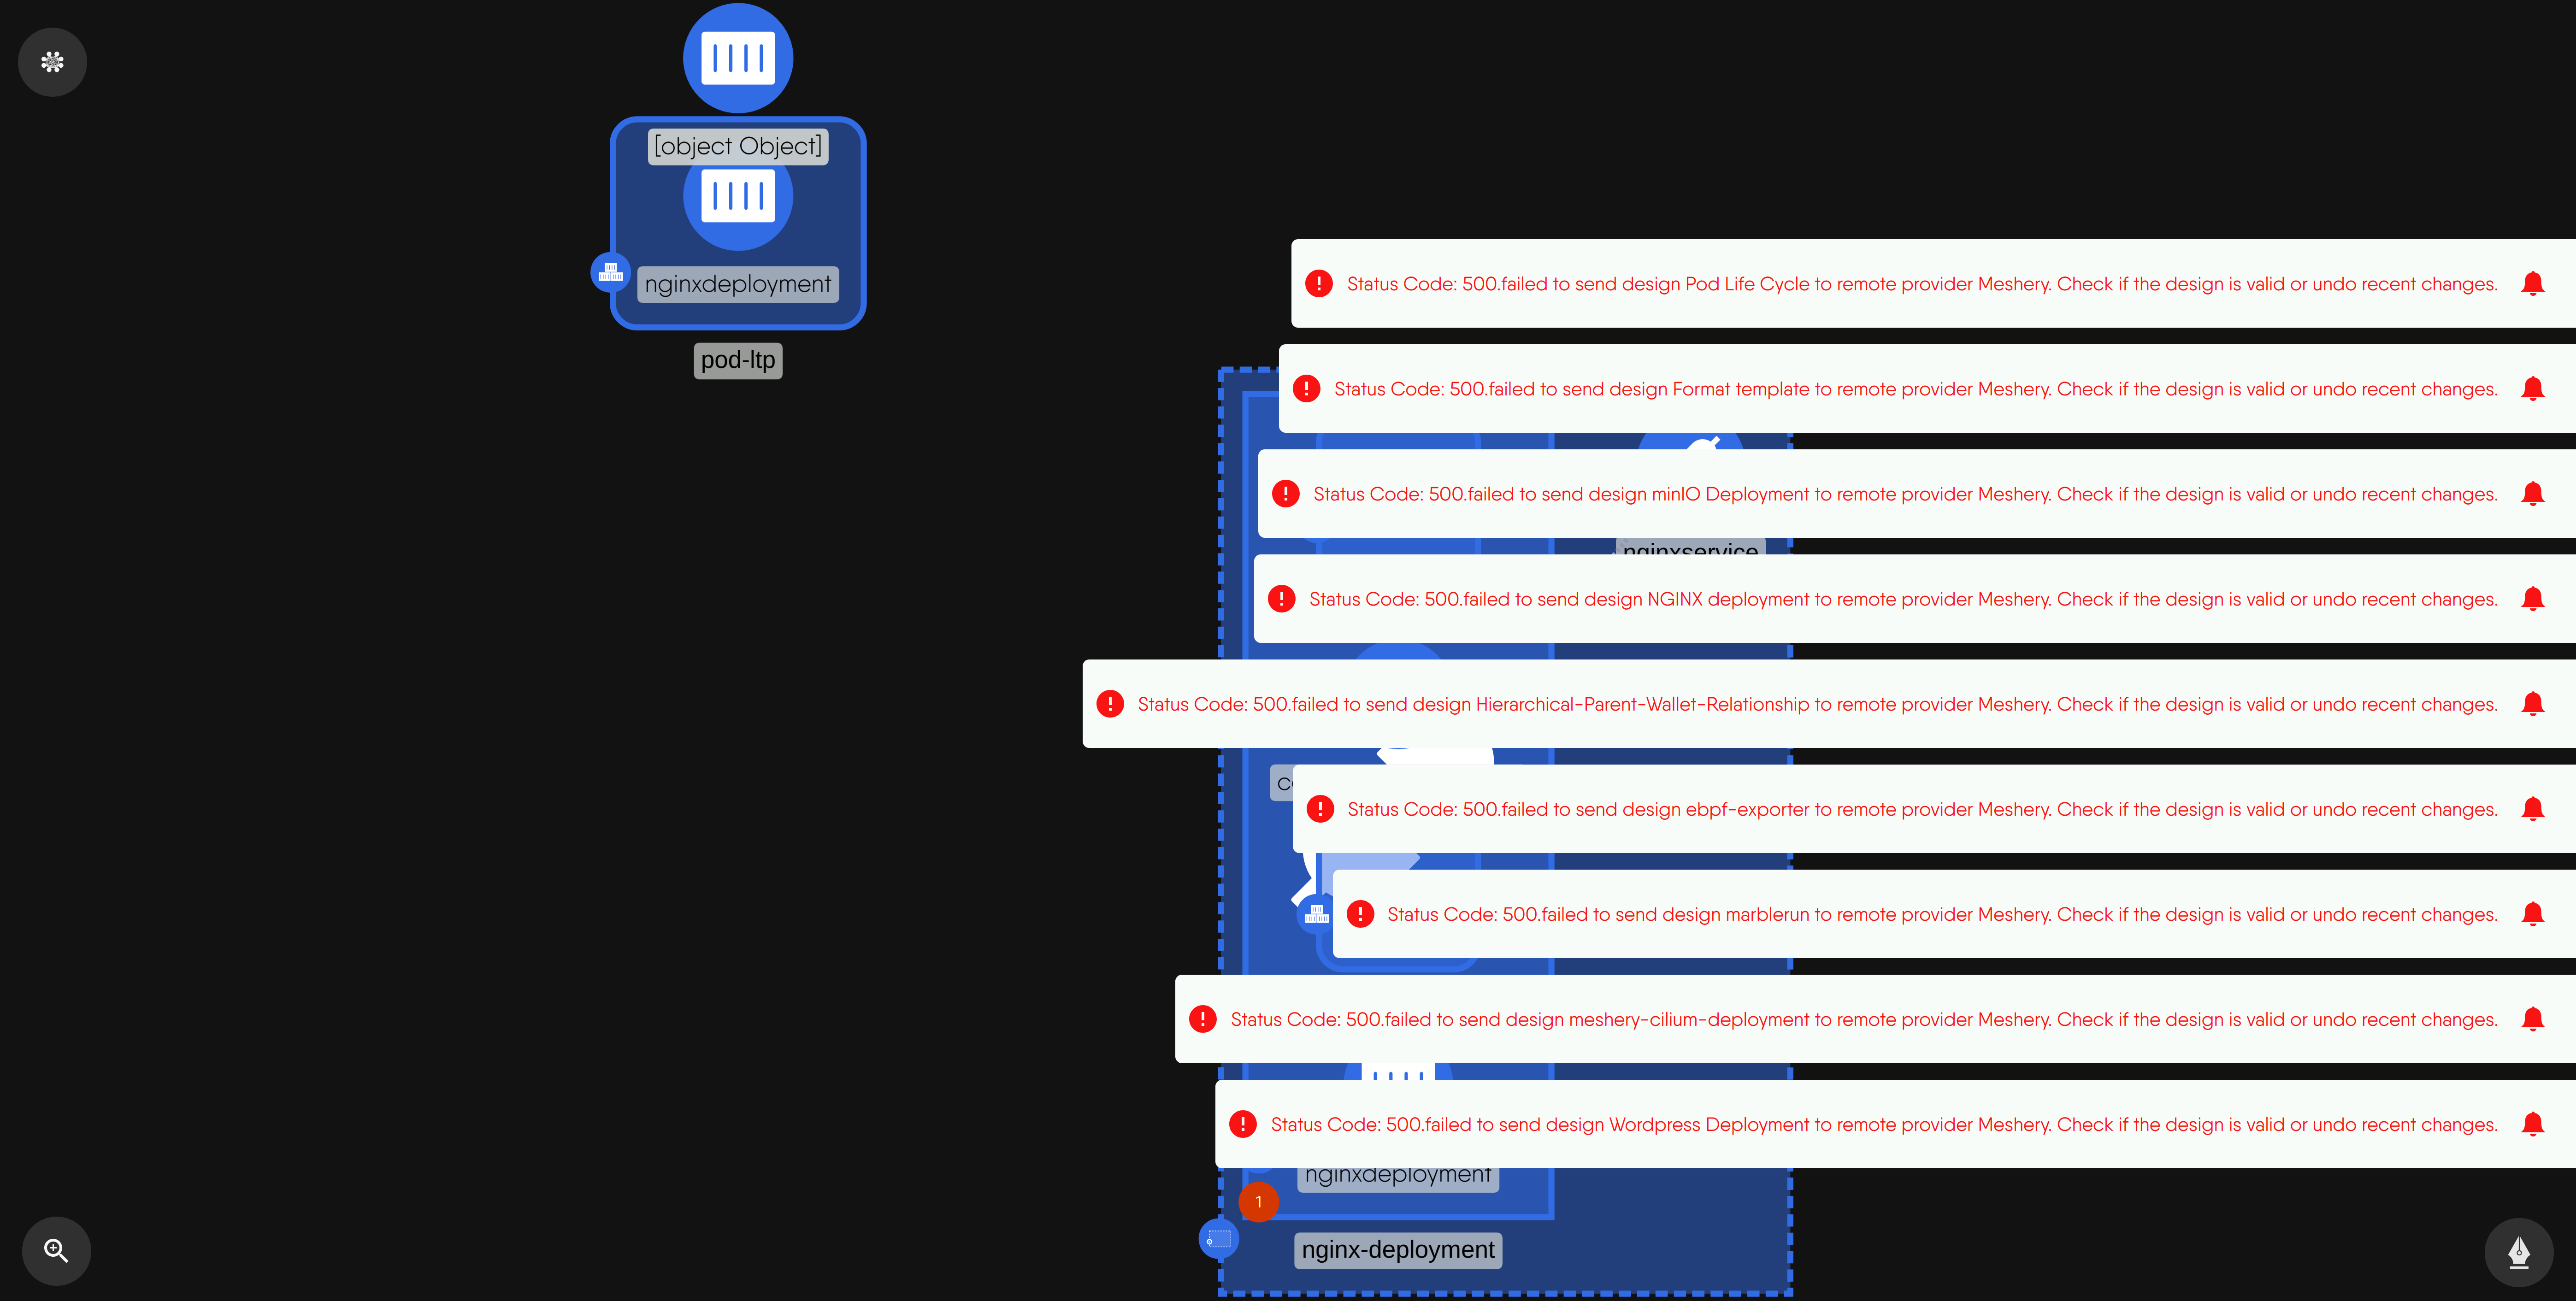 [object Object]
nginxdeployment
pod-ltp
Status Code: 500.failed to send design Pod Life Cycle to remote provider Meshery. Check if the design is valid or undo recent changes.
Status Code: 500.failed to send design Format template to remote provider Meshery. Check if the design is valid or undo recent changes.
Status Code: 500.failed to send design minIO Deployment to remote provider Meshery. Check if the design is valid or undo recent changes.
nginxservice
Status Code: 500.failed to send design NGINX deployment to remote provider Meshery. Check if the design is valid or undo recent changes.
Status Code: 500.failed to send design Hierarchical-Parent-Wallet-Relationship to remote provider Meshery. Check if the design is valid or undo recent changes.
Status Code: 500.failed to send design ebpf-exporter to remote provider Meshery. Check if the design is valid or undo recent changes.
Status Code: 500.failed to send design marblerun to remote provider Meshery. Check if the design is valid or undo recent changes.
Status Code: 500.failed to send design meshery-cilium-deployment to remote provider Meshery. Check if the design is valid or undo recent changes.
Status Code: 500.failed to send design Wordpress Deployment to remote provider Meshery. Check if the design is valid or undo recent changes.
nginxdeployment
1
nginx-deployment